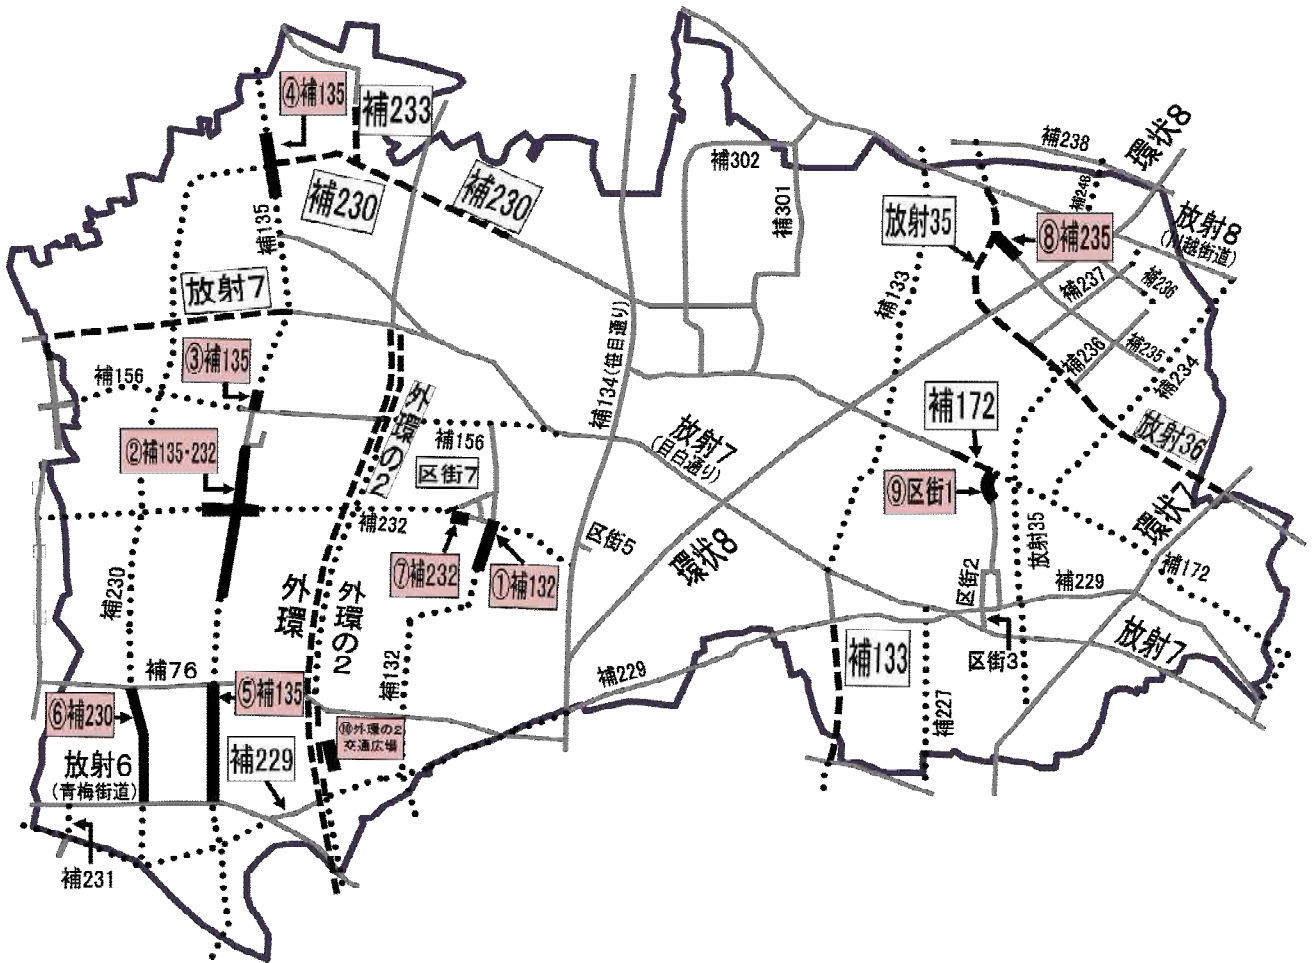 ④補135
補233
補238
環状8
補302
補230
補230
補301
補248
放射35
放射8
(川越街道)
⑧補235
補135
補133
補237
補236
放射7
補134(笹目通り)
補235
補236
③補135
補234
補156
外環の2
補172
放射7
(目白通り)
放射36
②補135・232
補156
区街7
⑨区街1
環状7
補232
区街5
放射35
環状8
⑦補232
①補132
補172
補230
外環
外環の2
区街2
補229
放射7
補133
区街3
補76
補132
補229
⑤補135
⑥補230
補227
⑩外環の2
交通広場
放射6
(青梅街道)
補229
補231